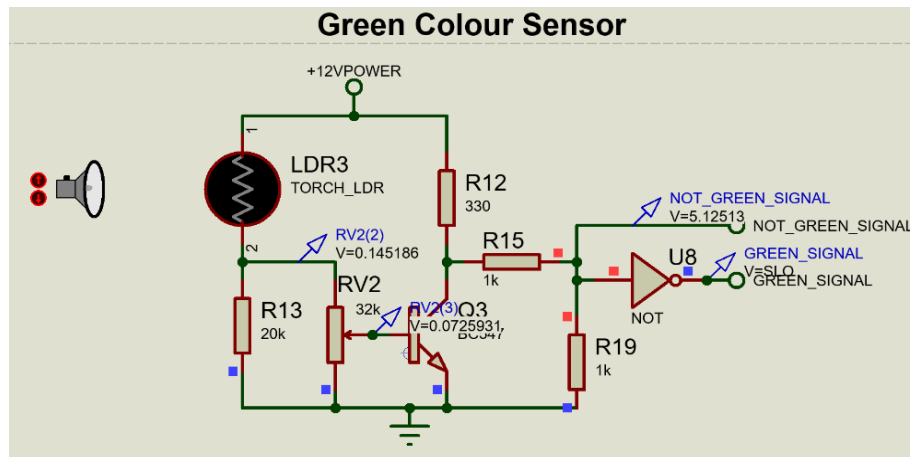 Green Colour Sensor
+12VPOWER
1
LDR3
TORCH_LDR
2
R12
330
RV2(2)
V=0.145186
R15
1k
NOT_GREEN_SIGNAL
V=5.12513
NOT_GREEN_SIGNAL
U8
GREEN_SIGNAL
V=SLO
GREEN_SIGNAL
NOT
R13
20k
RV2
32k
RV2(3)
V=0.0725931
Q3
BC547
R19
1k